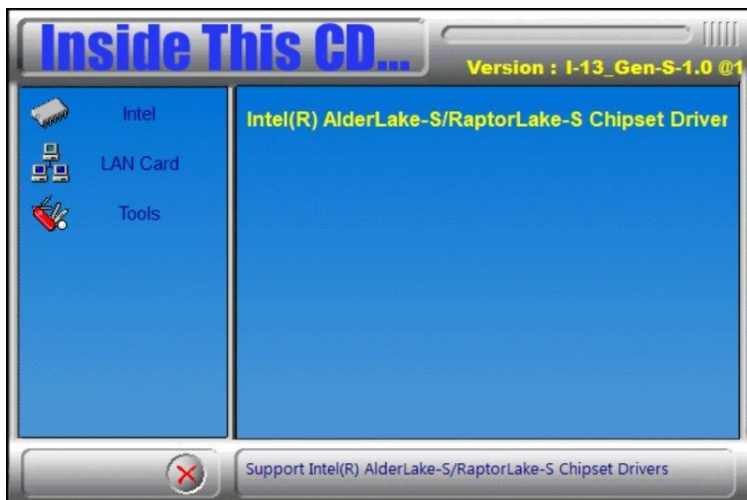 Inside This CD...
Version : I-13_Gen-S-1.0 @1
Intel
LAN Card
Tools
Intel(R) AlderLake-S/RaptorLake-S Chipset Driver
Support Intel(R) AlderLake-S/RaptorLake-S Chipset Drivers